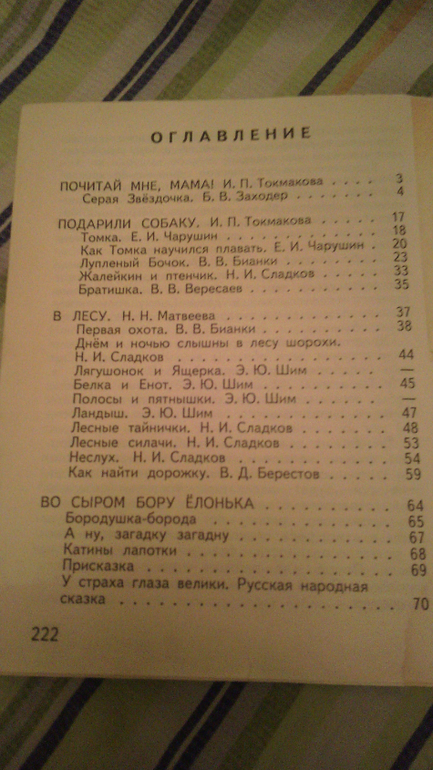 ОГЛАВЛЕНИЕ
ПОЧИТАЙ МНЕ, МАМА! И. П. Токмакова . . . . 3
Серая Звёздочка. Б. В. Заходер . . . . . . . 4
ПОДАРИЛИ СОБАКУ. И. П. Токмакова . . . . . 17
Томка. Е. И. Чарушин . . . . . . . . . . . . 18
Как Томка научился плавать. Е. И. Чарушин . 20
Лупленый Бочок. В. В. Бианки . . . . . . . . 23
Жалейкин и птенчик. Н. И. Сладков . . . . . 33
Братишка. В. В. Вересаев . . . . . . . . . . 35
В ЛЕСУ. Н. Н. Матвеева . . . . . . . . . . . 37
Первая охота. В. В. Бианки . . . . . . . . . 38
Днём и ночью слышны в лесу шорохи.
Н. И. Сладков . . . . . . . . . . . . . . . 44
Лягушонок и Ящерка. Э. Ю. Шим . . . . . . —
Белка и Енот. Э. Ю. Шим . . . . . . . . . . 45
Полосы и пятнышки. Э. Ю. Шим . . . . . . . —
Ландыш. Э. Ю. Шим . . . . . . . . . . . . . 47
Лесные тайнички. Н. И. Сладков . . . . . . . 48
Лесные силачи. Н. И. Сладков . . . . . . . . 53
Неслух. Н. И. Сладков . . . . . . . . . . . 54
Как найти дорожку. В. Д. Берестов . . . . . 59
ВО СЫРОМ БОРУ ЁЛОНЬКА . . . . . . . . . . 64
Бородушка-борода . . . . . . . . . . . . . 65
А ну, загадку загадну . . . . . . . . . . . 67
Катины лапотки . . . . . . . . . . . . . . 68
Присказка . . . . . . . . . . . . . . . . . 69
У страха глаза велики. Русская народная
сказка . . . . . . . . . . . . . . . . . . 70
222